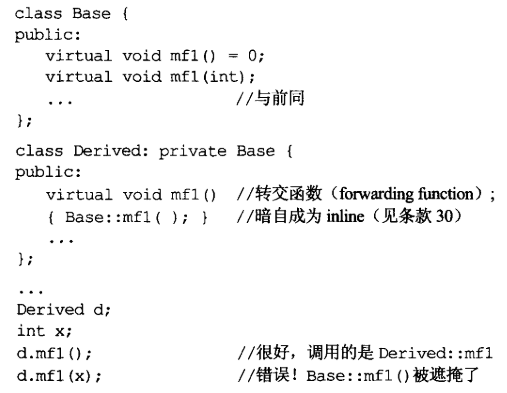 class Base {
public:
virtual void mf1() = 0;
virtual void mf1(int);
... //与前同
};
class Derived: private Base {
public:
virtual void mf1() //转交函数（forwarding function）;
{ Base::mf1( ); } //暗自成为 inline（见条款 30）
...
};
...
Derived d;
int x;
d.mf1(); //很好，调用的是 Derived::mf1
d.mf1(x); //错误！Base::mf1()被遮掩了